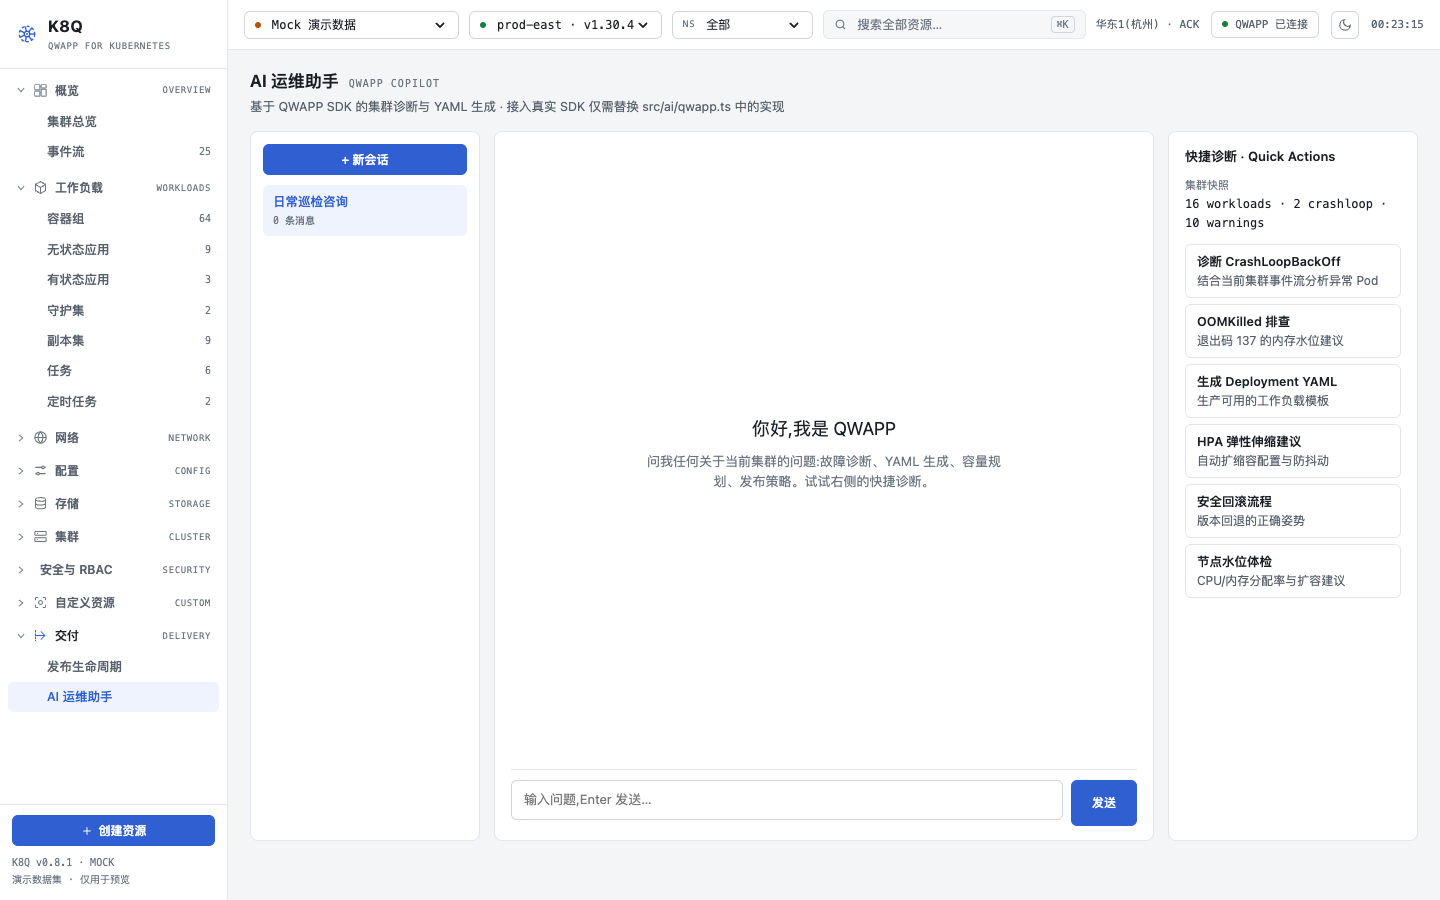 K8Q
QWAPP FOR KUBERNETES
概览 OVERVIEW
集群总览
事件流 25
工作负载 WORKLOADS
容器组 64
无状态应用 9
有状态应用 3
守护集 2
副本集 9
任务 6
定时任务 2
网络 NETWORK
配置 CONFIG
存储 STORAGE
集群 CLUSTER
安全与 RBAC SECURITY
自定义资源 CUSTOM
交付 DELIVERY
发布生命周期
AI 运维助手
+ 创建资源
K8Q v0.8.1 · MOCK
演示数据集 · 仅用于预览
Mock 演示数据
prod-east · v1.30.4
NS 全部
搜索全部资源... ⌘K
华东1(杭州) · ACK
QWAPP 已连接
00:23:15
AI 运维助手 QWAPP COPILOT
基于 QWAPP SDK 的集群诊断与 YAML 生成 · 接入真实 SDK 仅需替换 src/ai/qwapp.ts 中的实现
+ 新会话
日常巡检咨询
0 条消息
你好,我是 QWAPP
问我任何关于当前集群的问题:故障诊断、YAML 生成、容量规
划、发布策略。试试右侧的快捷诊断。
输入问题,Enter 发送...
发送
快捷诊断 · Quick Actions
集群快照
16 workloads · 2 crashloop ·
10 warnings
诊断 CrashLoopBackOff
结合当前集群事件流分析异常 Pod
OOMKilled 排查
退出码 137 的内存水位建议
生成 Deployment YAML
生产可用的工作负载模板
HPA 弹性伸缩建议
自动扩缩容配置与防抖动
安全回滚流程
版本回退的正确姿势
节点水位体检
CPU/内存分配率与扩容建议